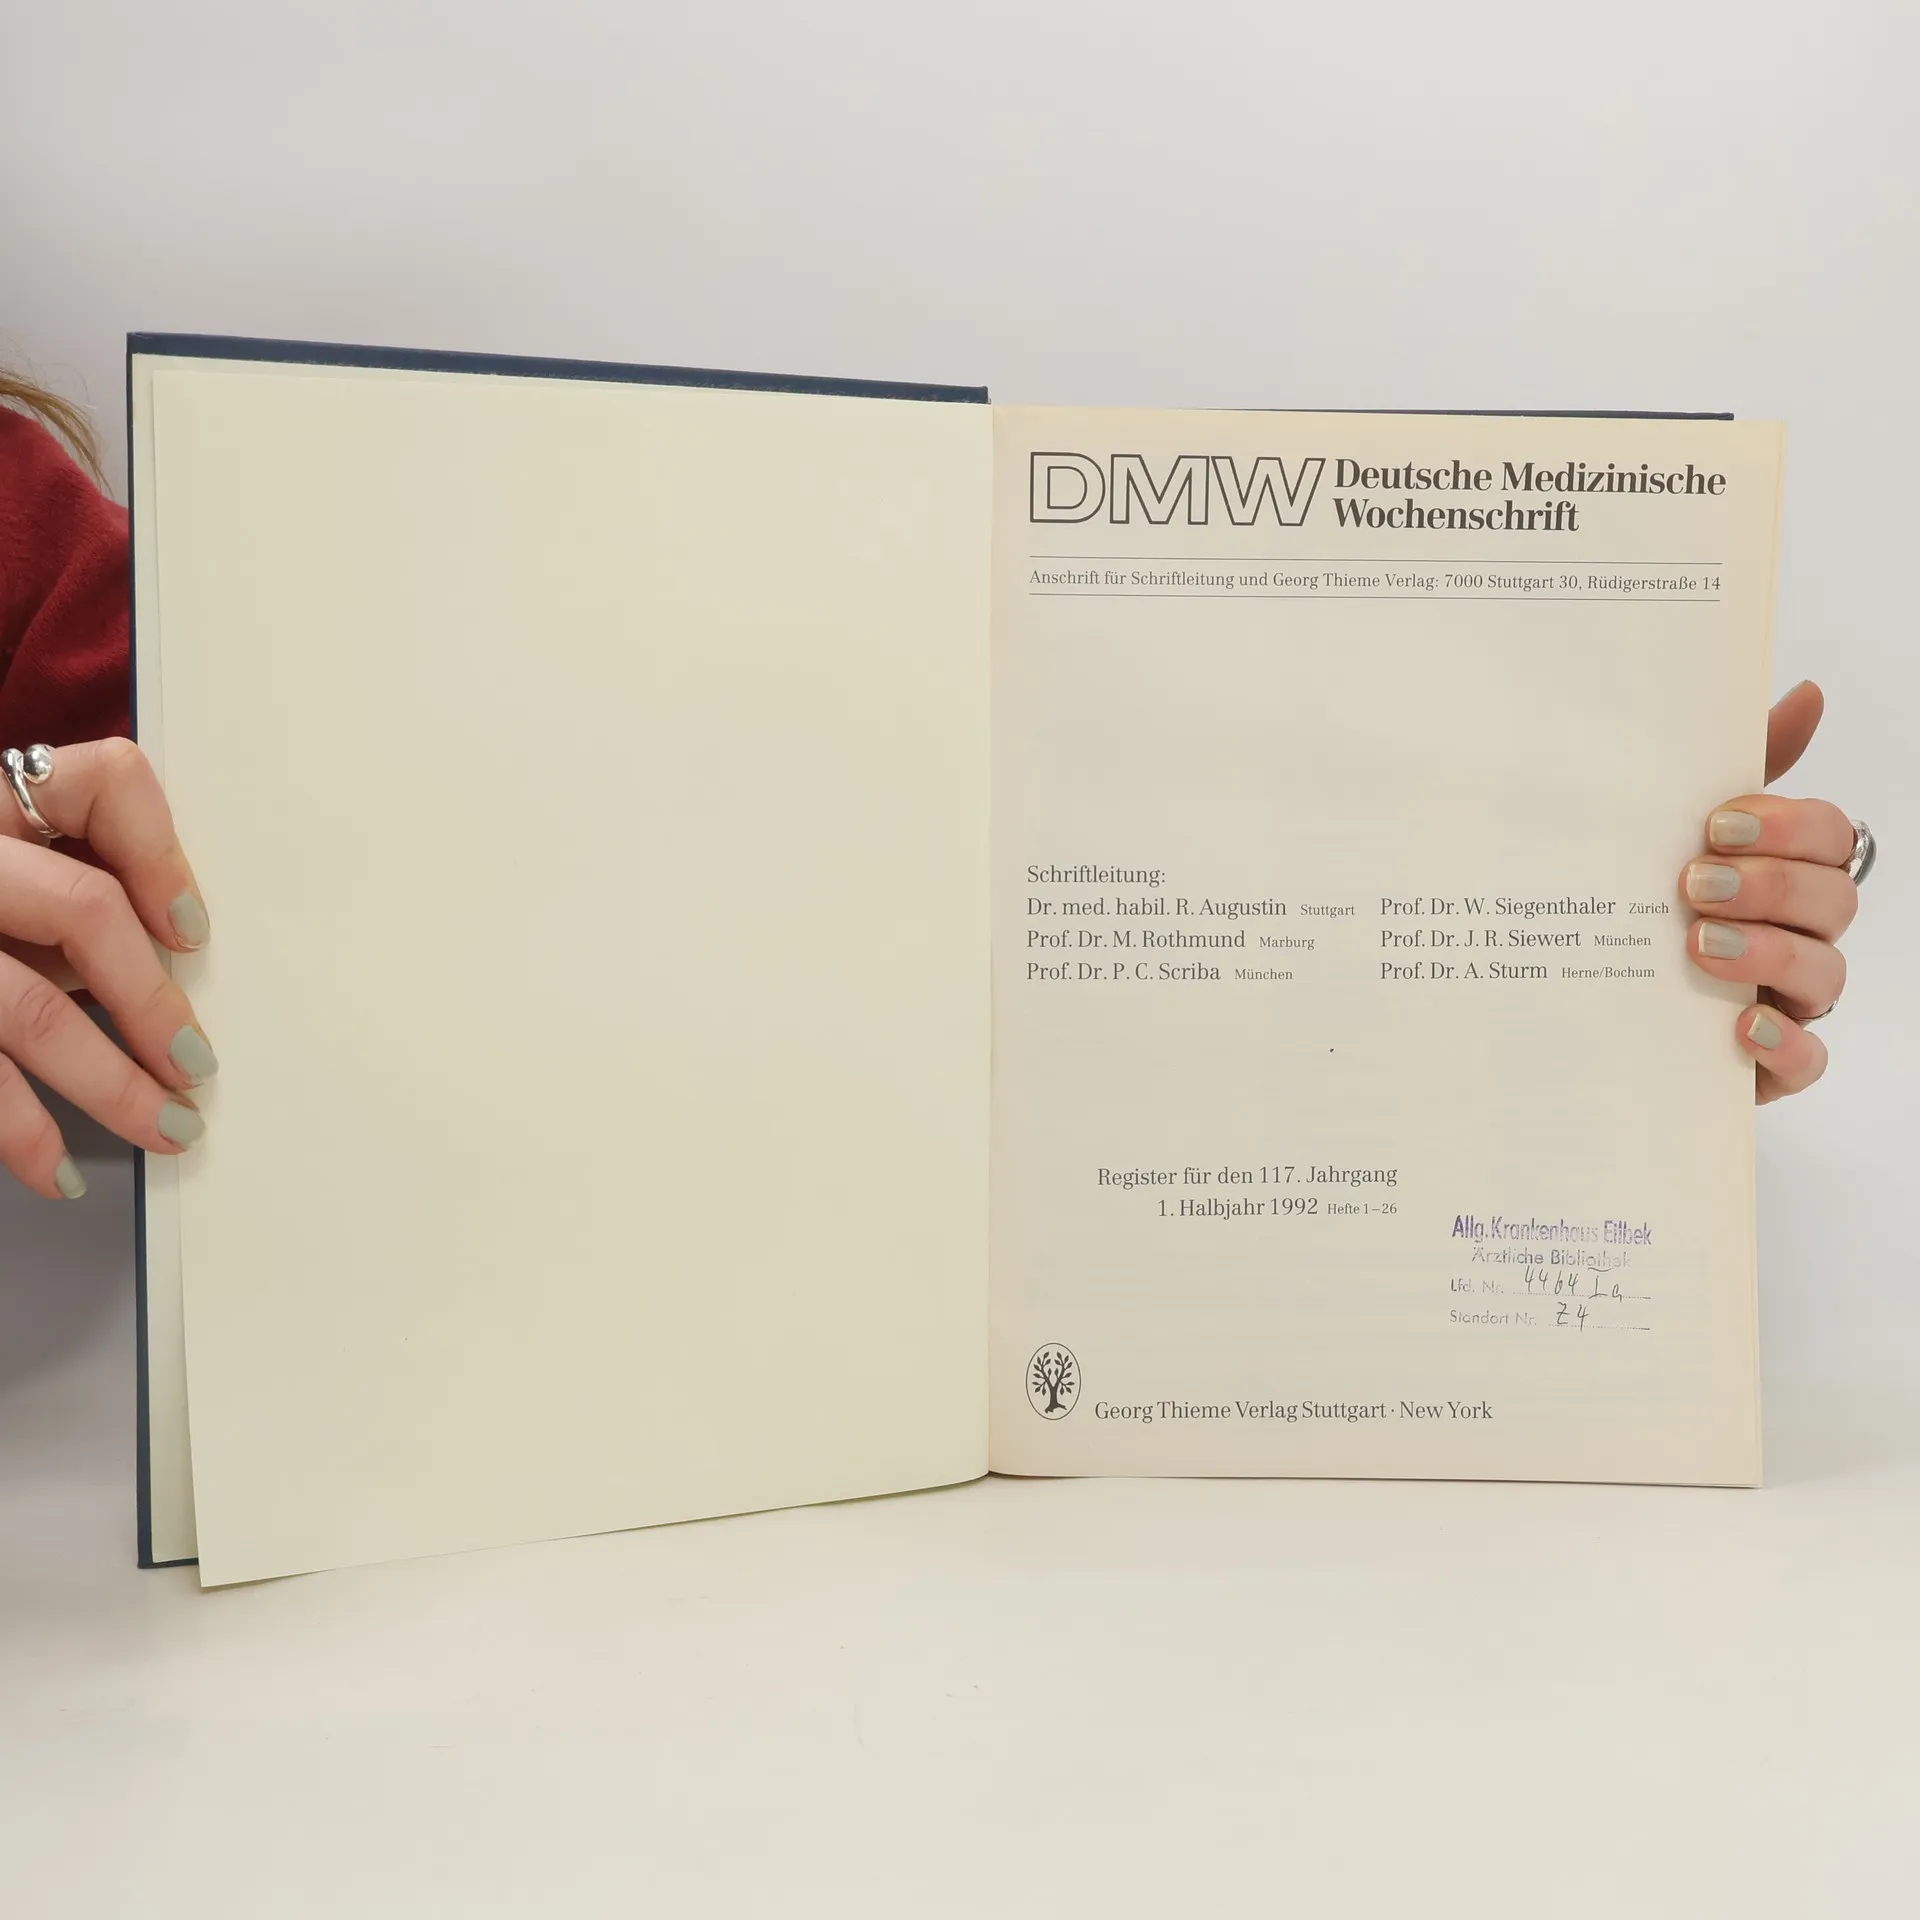 DMW Deutsche Medizinische
Wochenschrift
Anschrift für Schriftleitung und Georg Thieme Verlag: 7000 Stuttgart 30, Rüdigerstraße 14
Schriftleitung:
Dr. med. habil. R. Augustin Stuttgart Prof. Dr. W. Siegenthaler Zürich
Prof. Dr. M. Rothmund Marburg Prof. Dr. J. R. Siewert München
Prof. Dr. P. C. Scriba München Prof. Dr. A. Sturm Herne/Bochum
Register für den 117. Jahrgang
1. Halbjahr 1992 Hefte 1–26
Allg. Krankenhaus Eilbek
Ärztliche Bibliothek
Lfd. Nr. 4464 Ia
Standort Nr. Z4
Georg Thieme Verlag Stuttgart · New York